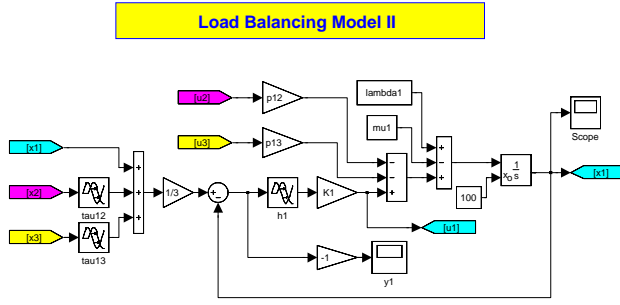 Load Balancing Model II
[u2]
p12
lambda1
[u3]
p13
mu1
Scope
[x1]
[x2]
tau12
[x3]
tau13
+
+
+
1/3
+
−
h1
K1
−
−
+
+
−
+
100
1
s
xo
[x1]
[u1]
-1
y1